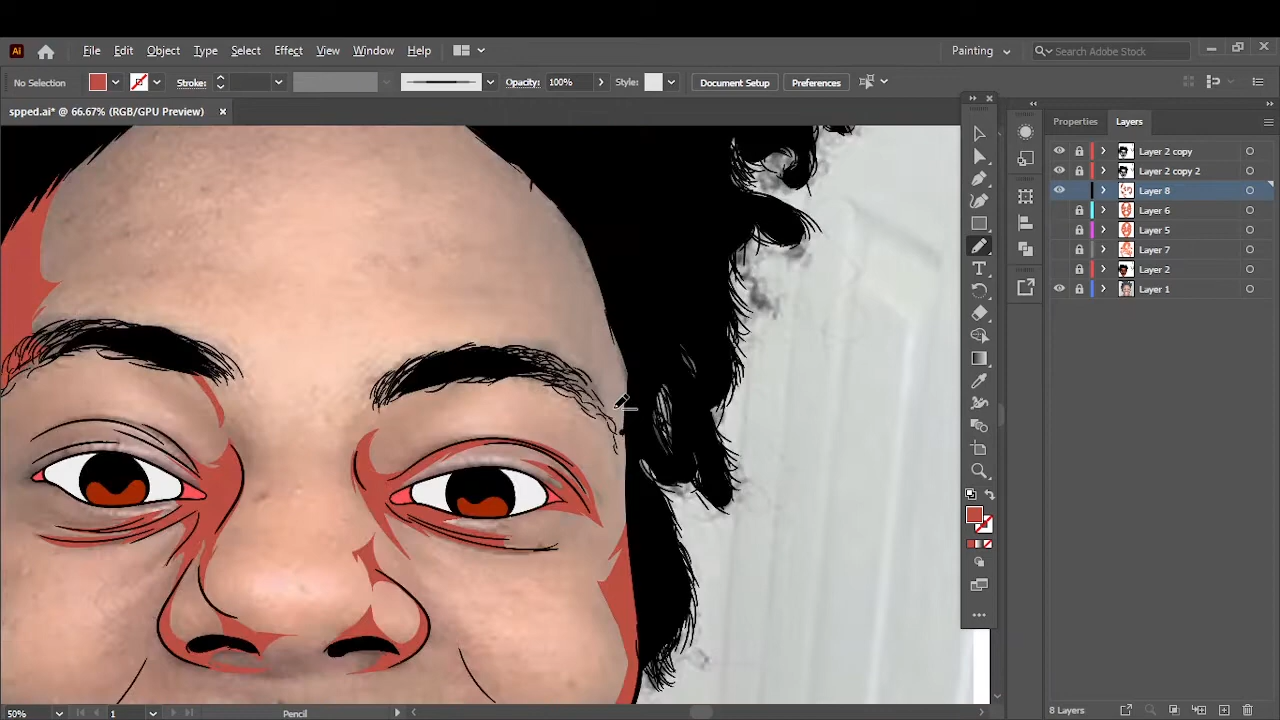 Ai File Edit Object Type Select Effect View Window Help Painting Search Adobe Stock
No Selection Stroke: Opacity: 100% Style: Document Setup Preferences
spped.ai* @ 66.67% (RGB/GPU Preview) Properties Layers
Layer 2 copy
Layer 2 copy 2
Layer 8
Layer 6
Layer 5
Layer 7
Layer 2
Layer 1
50% 1 Pencil 8 Layers